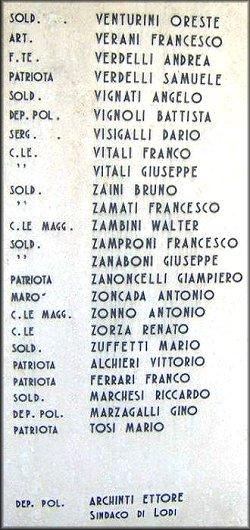 SOLD. VENTURINI ORESTE
ART. VERANI FRANCESCO
F.TE. VERDELLI ANDREA
PATRIOTA VERDELLI SAMUELE
SOLD. VIGNATI ANGELO
DEP. POL. VIGNOLI BATTISTA
SERG. VISIGALLI DARIO
C.LE. VITALI FRANCO
'' VITALI GIUSEPPE
SOLD. ZAINI BRUNO
'' ZAMATI FRANCESCO
C.LE MAGG. ZAMBINI WALTER
SOLD. ZAMPRONI FRANCESCO
'' ZANABONI GIUSEPPE
PATRIOTA ZANONCELLI GIAMPIERO
MARO' ZONCADA ANTONIO
C.LE MAGG. ZONNO ANTONIO
C.LE ZORZA RENATO
SOLD. ZUFFETTI MARIO
PATRIOTA ALCHIERI VITTORIO
PATRIOTA FERRARI FRANCO
SOLD. MARCHESI RICCARDO
DEP. POL. MARZAGALLI GINO
PATRIOTA TOSI MARIO
DEP. POL. ARCHINTI ETTORE
SINDACO DI LODI